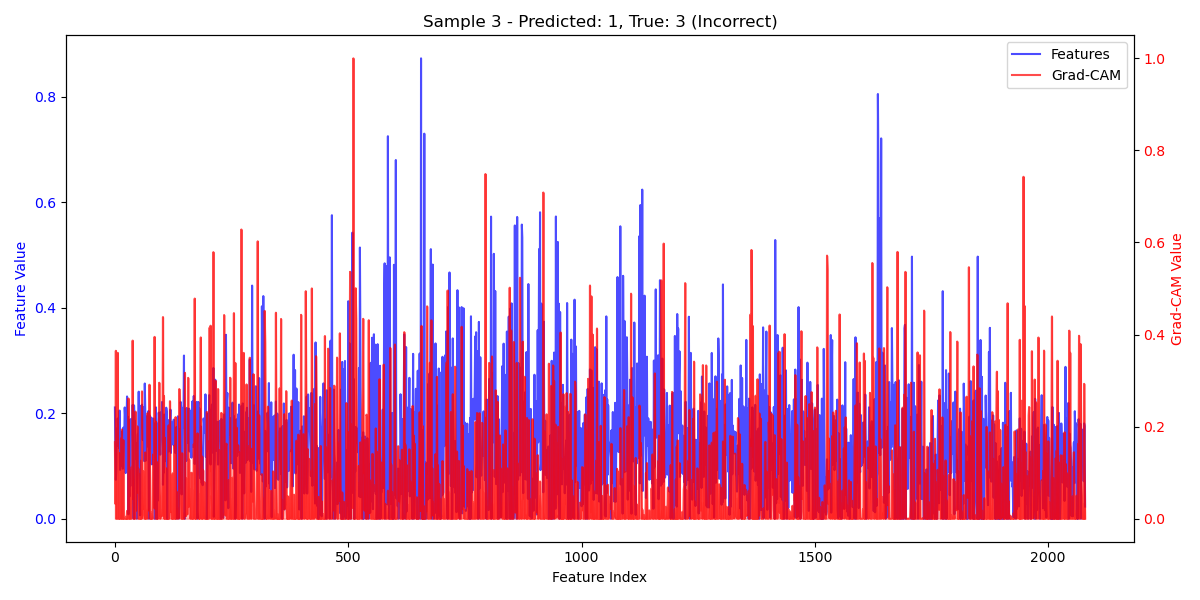 Sample 3 - Predicted: 1, True: 3 (Incorrect)
Features
Grad-CAM
Feature Value
0.8
0.6
0.4
0.2
0.0
1.0
0.8
0.6
0.4
0.2
0.0
Grad-CAM Value
0
500
1000
1500
2000
Feature Index